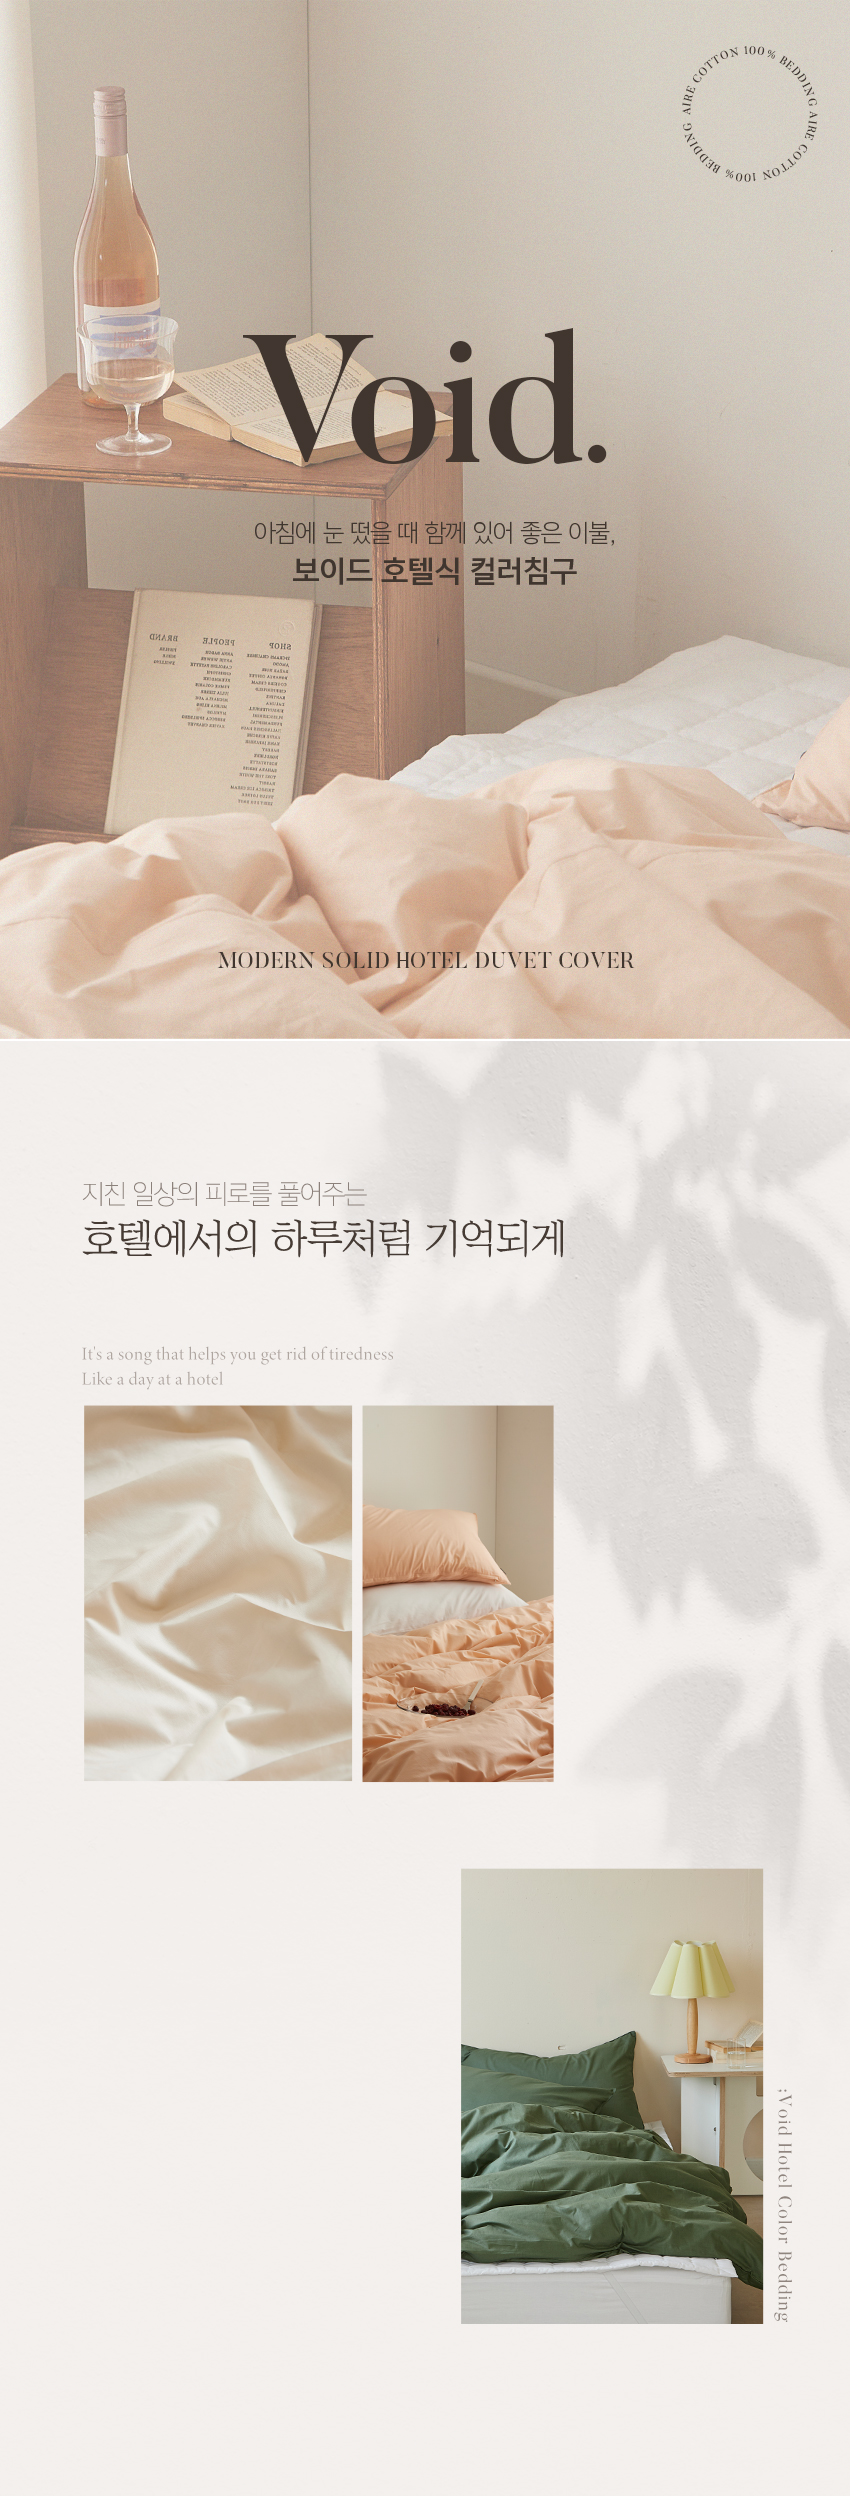 AIRE COTTON 100% BEDDING AIRE COTTON 100% BEDDING
Void.
아침에 눈 떴을 때 함께 있어 좋은 이불,
보이드 호텔식 컬러침구
BRAND
PEOPLE
SHOP
MODERN SOLID HOTEL DUVET COVER
지친 일상의 피로를 풀어주는
호텔에서의 하루처럼 기억되게
It's a song that helps you get rid of tiredness
Like a day at a hotel
;Void Hotel Color Bedding